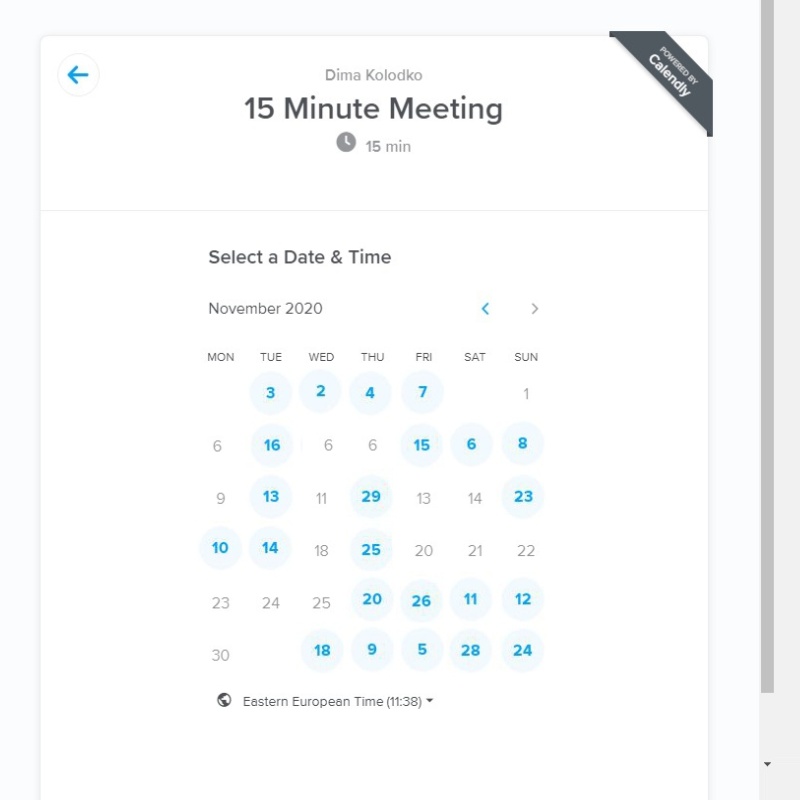 POWERED BY
Calendly
Dima Kolodko
15 Minute Meeting
15 min
Select a Date & Time
November 2020
MON TUE WED THU FRI SAT SUN
3 2 4 7 1
6 16 6 6 15 6 8
9 13 11 29 13 14 23
10 14 18 25 20 21 22
23 24 25 20 26 11 12
30 18 9 5 28 24
Eastern European Time (11:38)